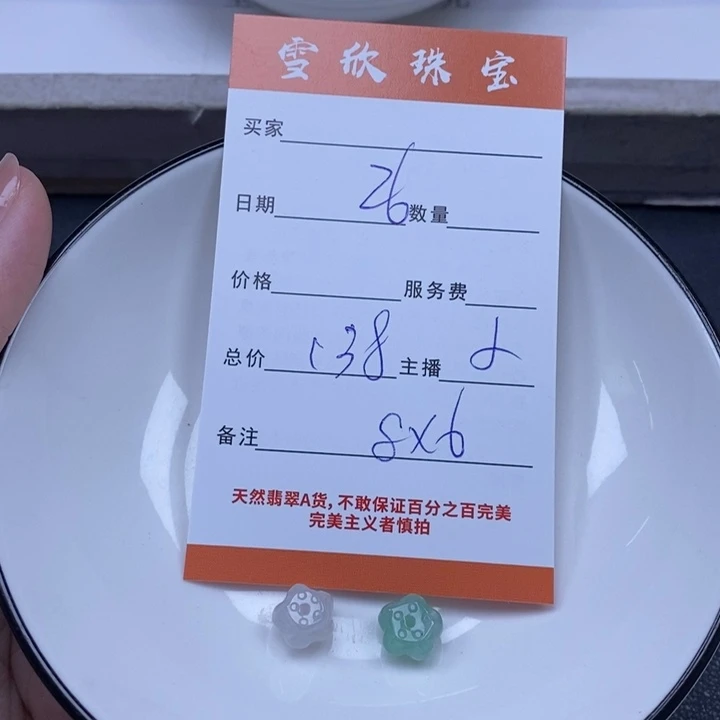 雪欣珠宝
买家
26
日期 数量
价格 服务费
总价 138 主播
备注 8x6
天然翡翠A货,不敢保证百分之百完美
完美主义者慎拍